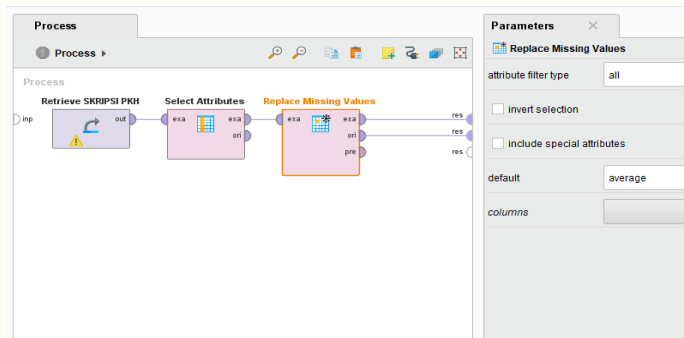 Process
Process
Process
Retrieve SKRIPSI PKH
Select Attributes
Replace Missing Values
inp
out
exa
exa
ori
exa
exa
ori
pre
res
res
res
Parameters
Replace Missing Values
attribute filter type
all
invert selection
include special attributes
default
average
columns